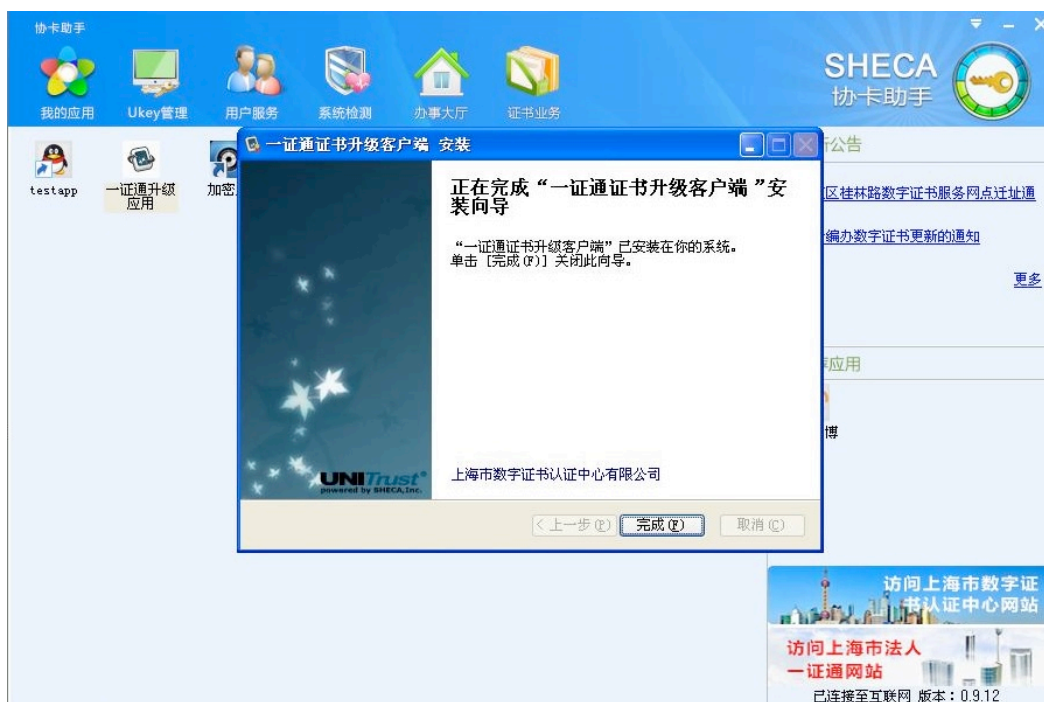 协卡助手
我的应用
Ukey管理
用户服务
系统检测
办事大厅
证书业务
SHECA
协卡助手
testapp
一证通升级
应用
加密
一证通证书升级客户端 安装
正在完成“一证通证书升级客户端 ”安
装向导
“一证通证书升级客户端”已安装在你的系统。
单击 [完成(F)] 关闭此向导。
UNITrust
powered by SHECA,Inc.
上海市数字证书认证中心有限公司
< 上一步(P)
完成(F)
取消(C)
公告
区桂林路数字证书服务网点迁址通
编办数字证书更新的通知
更多
应用
博
访问上海市数字证
书认证中心网站
访问上海市法人
一证通网站
已连接至互联网 版本：0.9.12